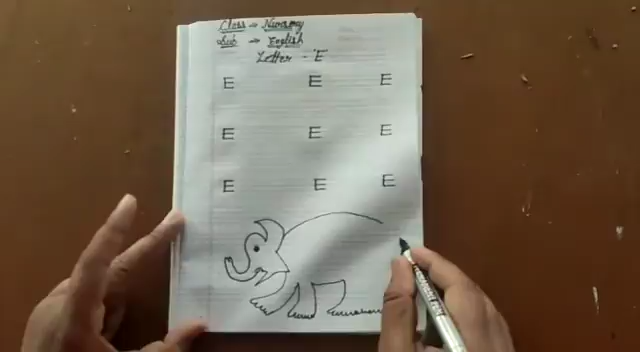 Class → Nursery
Sub → English
Letter - 'E'
E E E
E E E
E E E